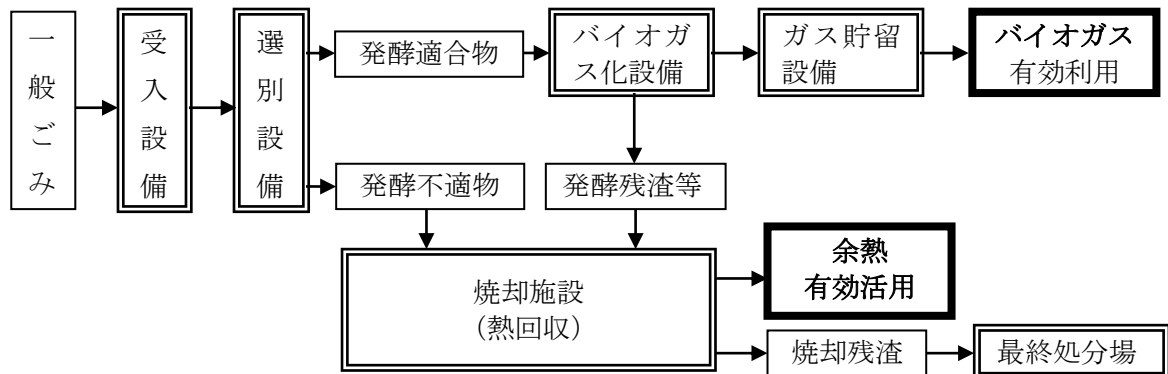 一般ごみ
受入設備
選別設備
発酵適合物
バイオガ
ス化設備
ガス貯留
設備
バイオガス
有効利用
発酵不適物
発酵残渣等
焼却施設
(熱回収)
余熱
有効活用
焼却残渣
最終処分場